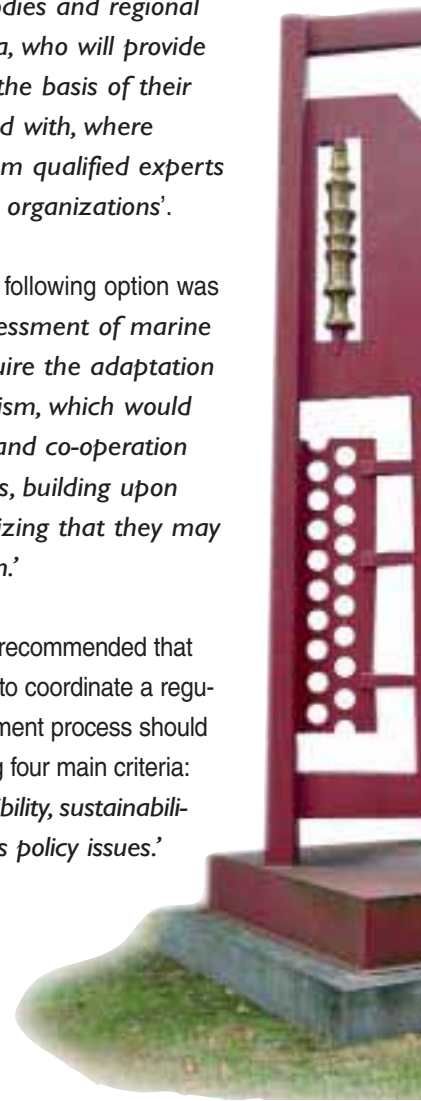 odies and regional
a, who will provide
the basis of their
d with, where
m qualified experts
organizations’.
following option was
essment of marine
uire the adaptation
ism, which would
and co-operation
s, building upon
izing that they may
n.’
recommended that
to coordinate a regu-
ment process should
g four main criteria:
bility, sustainabili-
s policy issues.’